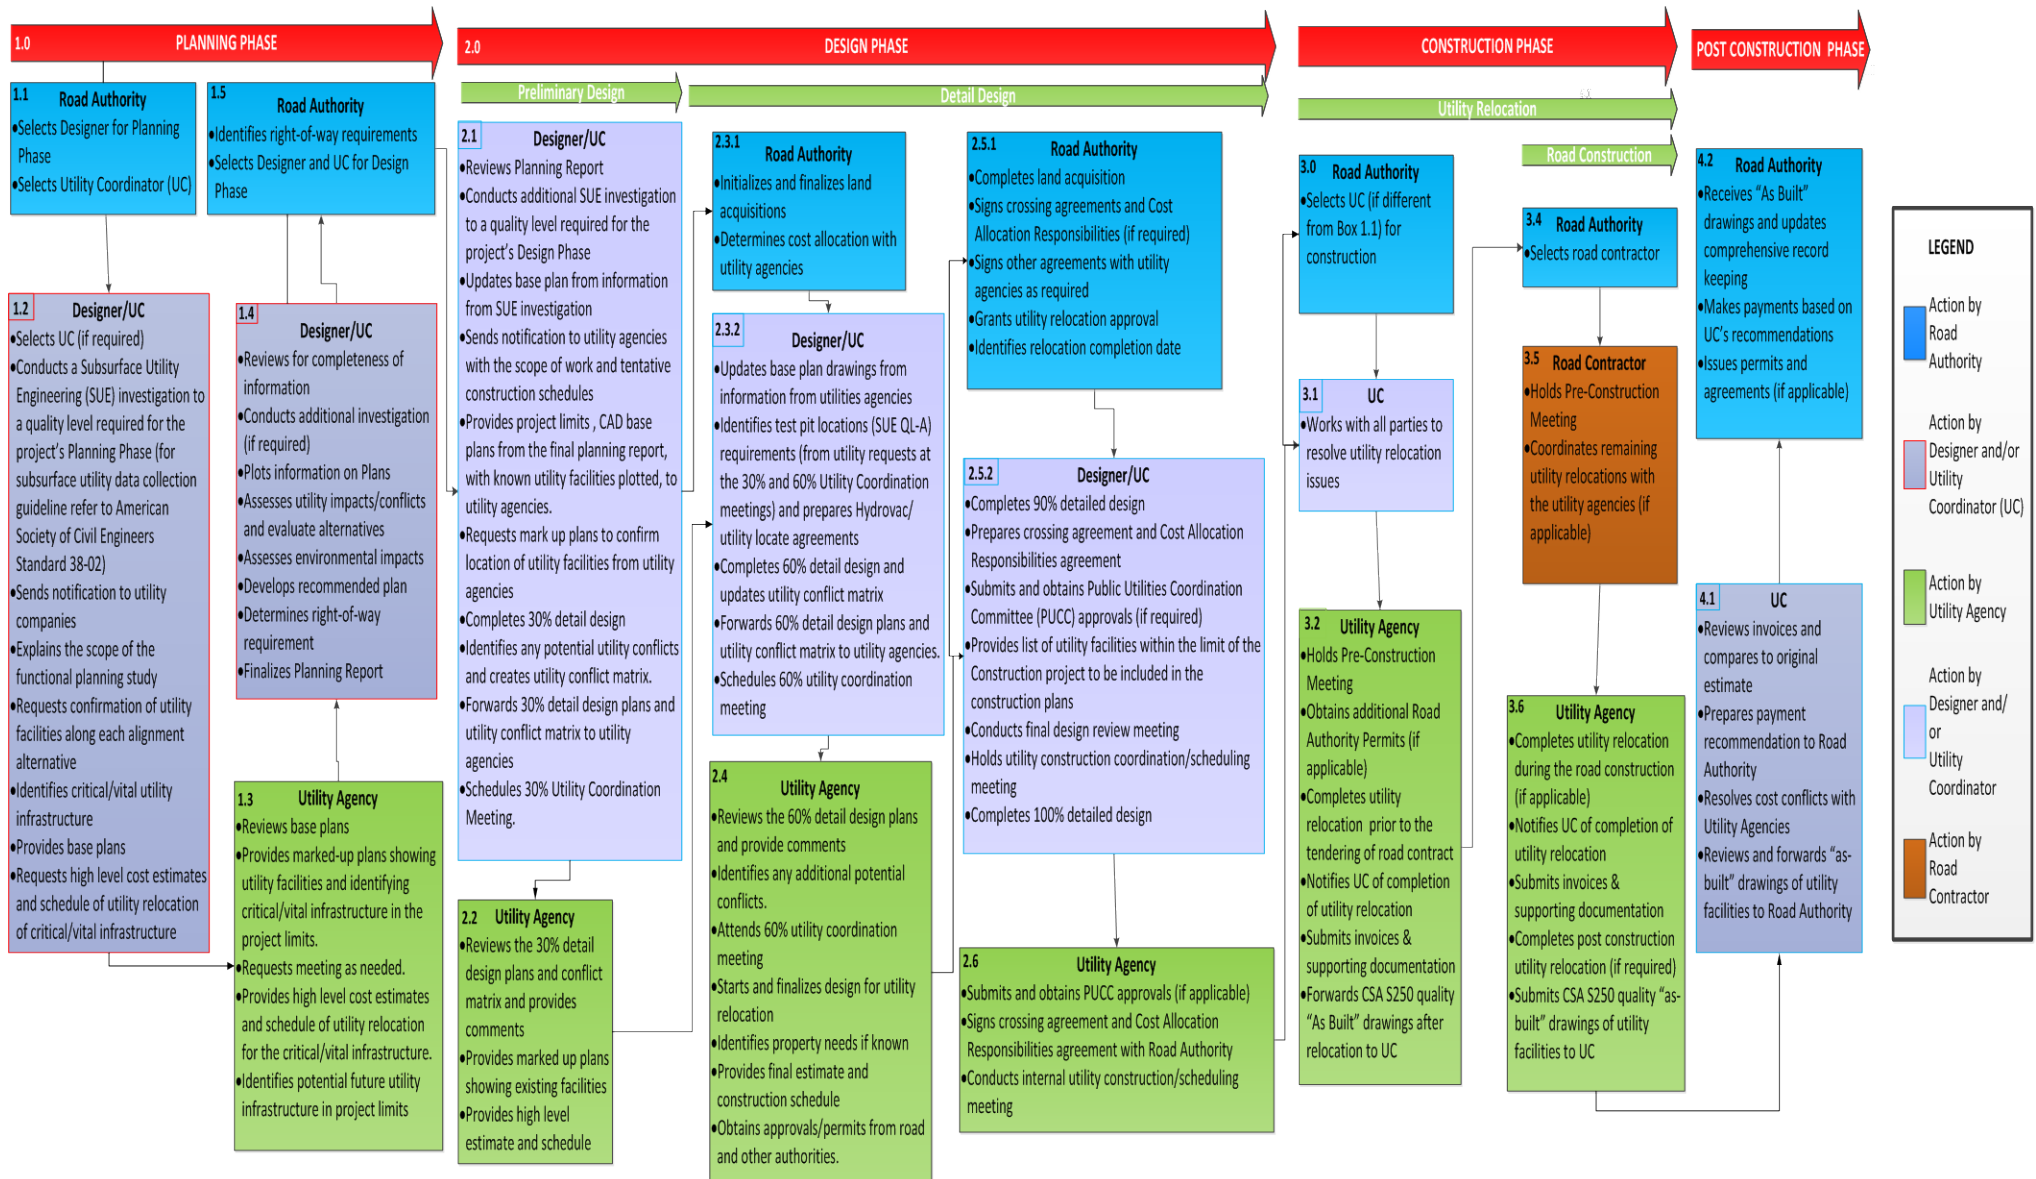 1.0 PLANNING PHASE
2.0 DESIGN PHASE
CONSTRUCTION PHASE
POST CONSTRUCTION PHASE
Preliminary Design
Detail Design
Utility Relocation
Road Construction
1.1 Road Authority
•Selects Designer for Planning
Phase
•Selects Utility Coordinator (UC)
1.2 Designer/UC
•Selects UC (if required)
•Conducts a Subsurface Utility
Engineering (SUE) investigation to
a quality level required for the
project's Planning Phase (for
subsurface utility data collection
guideline refer to American
Society of Civil Engineers
Standard 38-02)
•Sends notification to utility
companies
•Explains the scope of the
functional planning study
•Requests confirmation of utility
facilities along each alignment
alternative
•Identifies critical/vital utility
infrastructure
•Provides base plans
•Requests high level cost estimates
and schedule of utility relocation
of critical/vital infrastructure
1.5 Road Authority
•Identifies right-of-way requirements
•Selects Designer and UC for Design
Phase
1.4 Designer/UC
•Reviews for completeness of
information
•Conducts additional investigation
(if required)
•Plots information on Plans
•Assesses utility impacts/conflicts
and evaluate alternatives
•Assesses environmental impacts
•Develops recommended plan
•Determines right-of-way
requirement
•Finalizes Planning Report
1.3 Utility Agency
•Reviews base plans
•Provides marked-up plans showing
utility facilities and identifying
critical/vital infrastructure in the
project limits.
•Requests meeting as needed.
•Provides high level cost estimates
and schedule of utility relocation
for the critical/vital infrastructure.
•Identifies potential future utility
infrastructure in project limits
2.1 Designer/UC
•Reviews Planning Report
•Conducts additional SUE investigation
to a quality level required for the
project's Design Phase
•Updates base plan from information
from SUE investigation
•Sends notification to utility agencies
with the scope of work and tentative
construction schedules
•Provides project limits , CAD base
plans from the final planning report,
with known utility facilities plotted, to
utility agencies.
•Requests mark up plans to confirm
location of utility facilities from utility
agencies
•Completes 30% detail design
•Identifies any potential utility conflicts
and creates utility conflict matrix.
•Forwards 30% detail design plans and
utility conflict matrix to utility
agencies
•Schedules 30% Utility Coordination
Meeting.
2.2 Utility Agency
•Reviews the 30% detail
design plans and conflict
matrix and provides
comments
•Provides marked up plans
showing existing facilities
•Provides high level
estimate and schedule
2.3.1
Road Authority
•Initializes and finalizes land
acquisitions
•Determines cost allocation with
utility agencies
2.3.2
Designer/UC
•Updates base plan drawings from
information from utilities agencies
•Identifies test pit locations (SUE QL-A)
requirements (from utility requests at
the 30% and 60% Utility Coordination
meetings) and prepares Hydrovac/
utility locate agreements
•Completes 60% detail design and
updates utility conflict matrix
•Forwards 60% detail design plans and
utility conflict matrix to utility agencies.
•Schedules 60% utility coordination
meeting
2.4
Utility Agency
•Reviews the 60% detail design plans
and provide comments
•Identifies any additional potential
conflicts.
•Attends 60% utility coordination
meeting
•Starts and finalizes design for utility
relocation
•Identifies property needs if known
•Provides final estimate and
construction schedule
•Obtains approvals/permits from road
and other authorities.
2.5.1
Road Authority
•Completes land acquisition
•Signs crossing agreements and Cost
Allocation Responsibilities (if required)
•Signs other agreements with utility
agencies as required
•Grants utility relocation approval
•Identifies relocation completion date
2.5.2 Designer/UC
•Completes 90% detailed design
•Prepares crossing agreement and Cost Allocation
Responsibilities agreement
•Submits and obtains Public Utilities Coordination
Committee (PUCC) approvals (if required)
•Provides list of utility facilities within the limit of the
Construction project to be included in the
construction plans
•Conducts final design review meeting
•Holds utility construction coordination/scheduling
meeting
•Completes 100% detailed design
2.6 Utility Agency
•Submits and obtains PUCC approvals (if applicable)
•Signs crossing agreement and Cost Allocation
Responsibilities agreement with Road Authority
•Conducts internal utility construction/scheduling
meeting
3.0
Road Authority
•Selects UC (if different
from Box 1.1) for
construction
3.1 UC
•Works with all parties to
resolve utility relocation
issues
3.2 Utility Agency
•Holds Pre-Construction
Meeting
•Obtains additional Road
Authority Permits (if
applicable)
•Completes utility
relocation prior to the
tendering of road contract
•Notifies UC of completion
of utility relocation
•Submits invoices &
supporting documentation
•Forwards CSA S250 quality
"As Built" drawings after
relocation to UC
3.4
Road Authority
•Selects road contractor
3.5
Road Contractor
•Holds Pre-Construction
Meeting
•Coordinates remaining
utility relocations with
the utility agencies (if
applicable)
3.6
Utility Agency
•Completes utility relocation
during the road construction
(if applicable)
•Notifies UC of completion of
utility relocation
•Submits invoices &
supporting documentation
•Completes post construction
utility relocation (if required)
•Submits CSA S250 quality "as-
built" drawings of utility
facilities to UC
4.2 Road Authority
•Receives "As Built"
drawings and updates
comprehensive record
keeping
•Makes payments based on
UC's recommendations
•Issues permits and
agreements (if applicable)
4.1 UC
•Reviews invoices and
compares to original
estimate
•Prepares payment
recommendation to Road
Authority
•Resolves cost conflicts with
Utility Agencies
•Reviews and forwards "as-
built" drawings of utility
facilities to Road Authority
LEGEND
Action by
Road
Authority
Action by
Designer and/or
Utility
Coordinator (UC)
Action by
Utility Agency
Action by
Designer and/
or
Utility
Coordinator
Action by
Road
Contractor